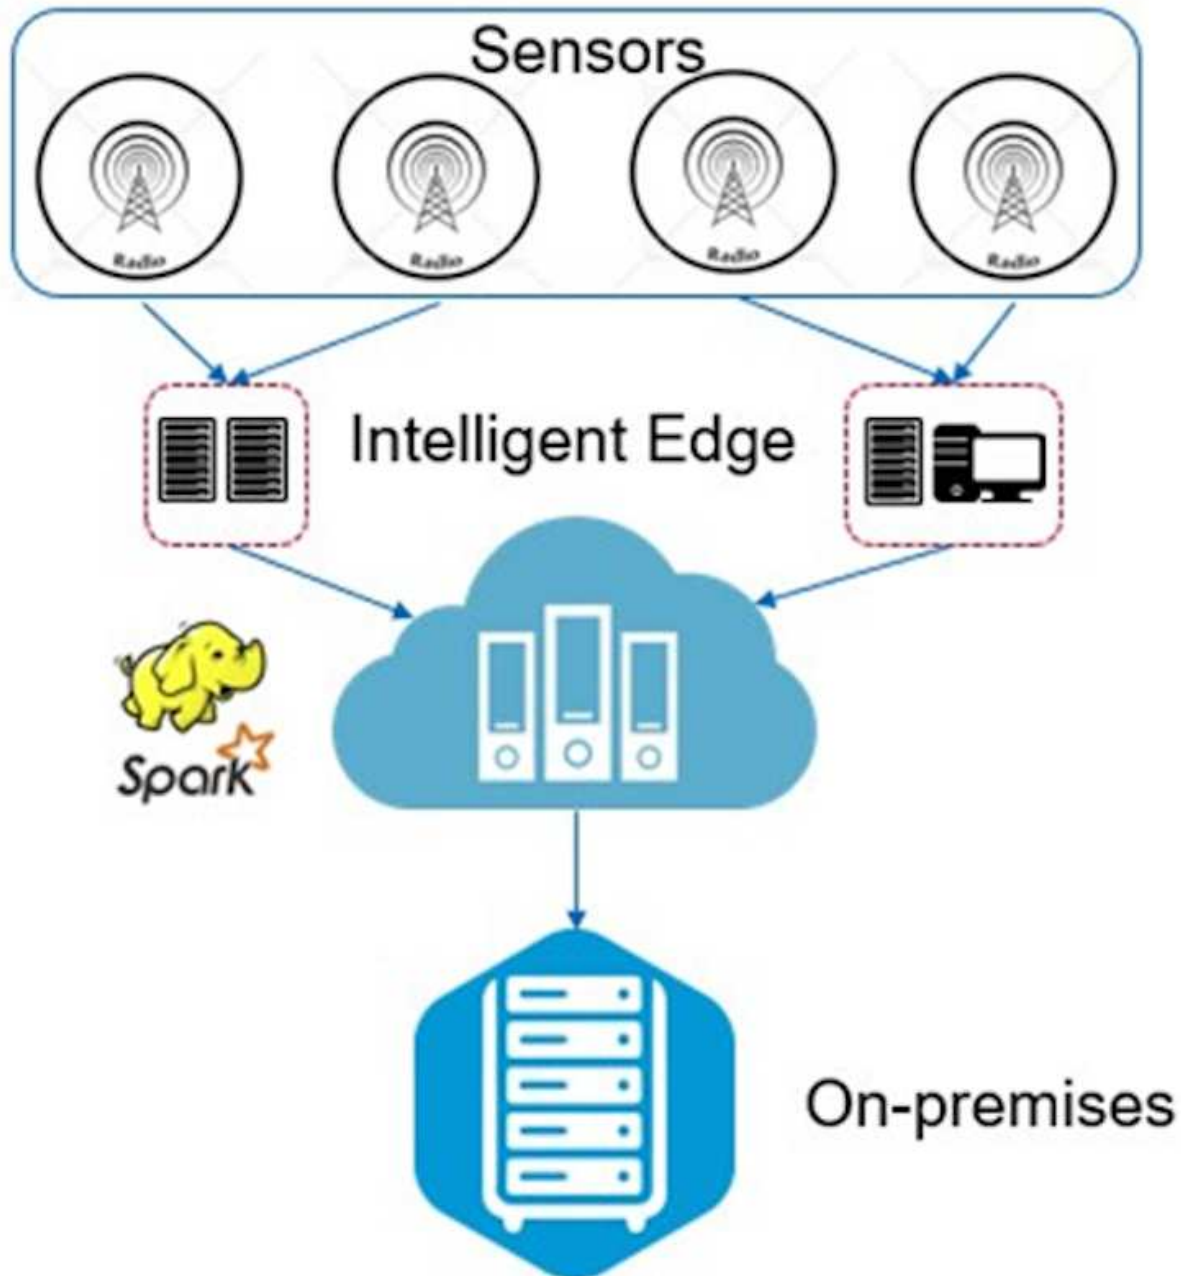 Sensors
Radio
Radio
Radio
Radio
Intelligent Edge
Spark
On-premises